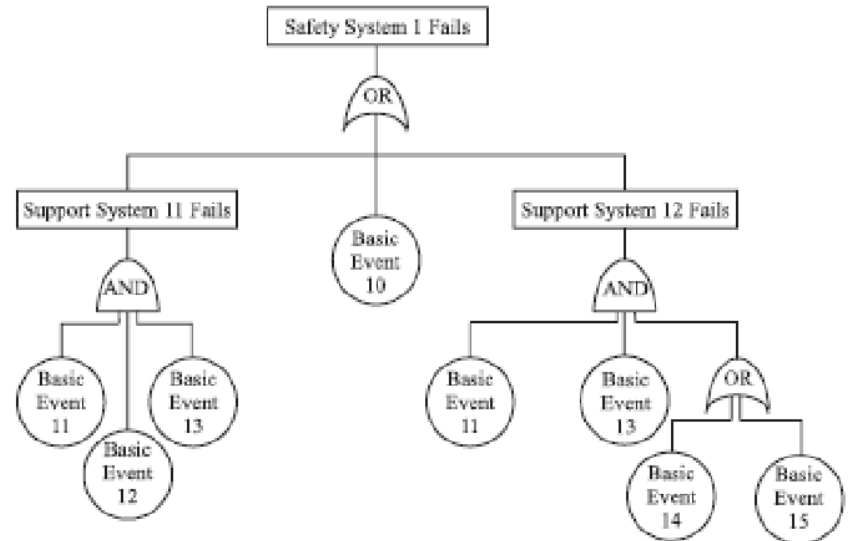 Safety System 1 Fails
OR
Support System 11 Fails
Support System 12 Fails
Basic
Event
10
AND
AND
Basic
Event
11
Basic
Event
13
Basic
Event
12
Basic
Event
11
Basic
Event
13
OR
Basic
Event
14
Basic
Event
15